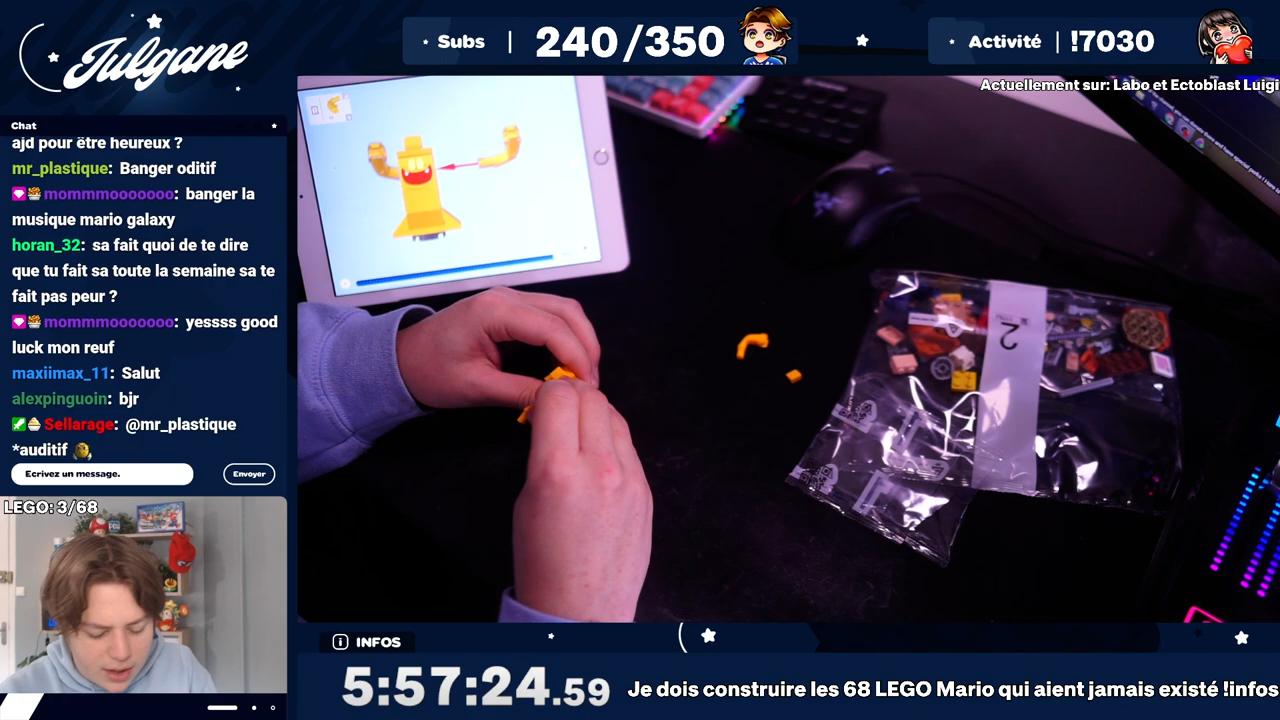 Julgane
Subs | 240/350
Activité | !7030
Actuellement sur: Labo et Ectoblast Luigi
Chat
ajd pour être heureux ?
mr_plastique: Banger oditif
mommmooooooo: banger la
musique mario galaxy
horan_32: sa fait quoi de te dire
que tu fait sa toute la semaine sa te
fait pas peur ?
mommmooooooo: yessss good
luck mon reuf
maxiimax_11: Salut
alexpinguoin: bjr
Sellarage: @mr_plastique
*auditif
Ecrivez un message.
Envoyer
LEGO: 3/68
2
INFOS
5:57:24.59
Je dois construire les 68 LEGO Mario qui aient jamais existé !infos